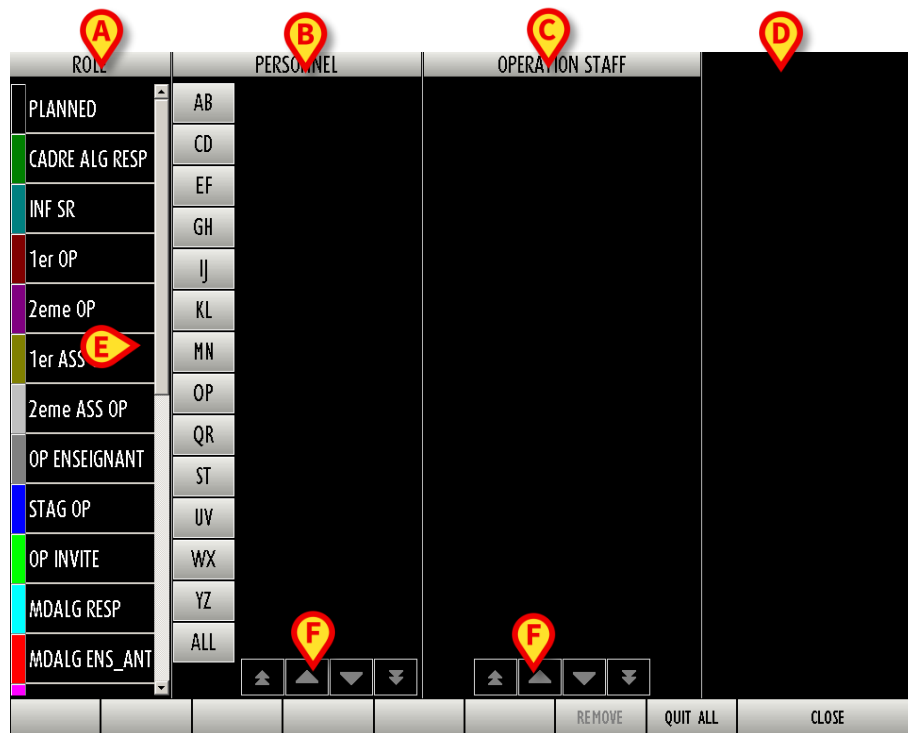 A
B
C
D
ROLE
PERSONNEL
OPERATION STAFF
PLANNED
CADRE ALG RESP
INF SR
1er OP
2eme OP
1er ASS
E
2eme ASS OP
OP ENSEIGNANT
STAG OP
OP INVITE
MDALG RESP
MDALG ENS_ANT
AB
CD
EF
GH
IJ
KL
MN
OP
QR
ST
UV
WX
YZ
ALL
F
F
REMOVE
QUIT ALL
CLOSE